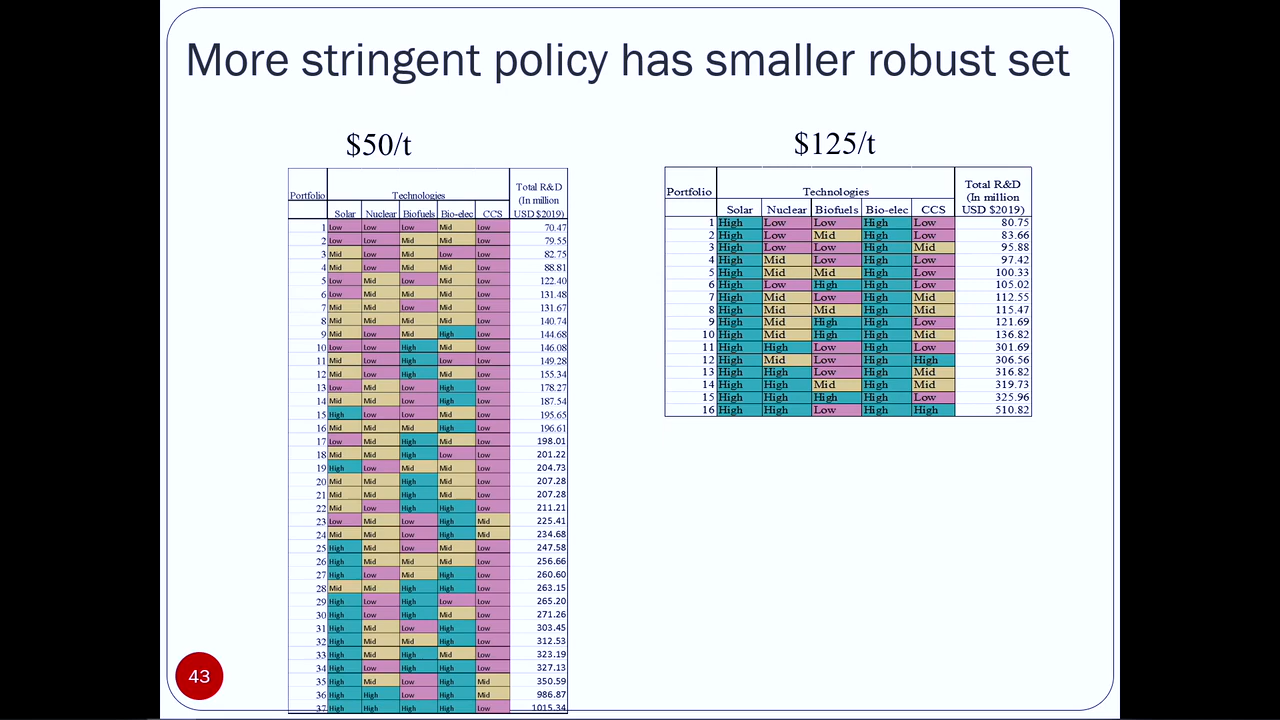 More stringent policy has smaller robust set
$50/t
Portfolio Technologies Total R&D (In million USD $2019)
Solar Nuclear Biofuels Bio-elec CCS
1 Low Low Low Mid Low 70.47
2 Low Low Mid Mid Low 79.55
3 Mid Low Mid Low Low 82.75
4 Mid Low Mid Mid Low 88.81
5 Low Mid Low Mid Low 122.40
6 Low Mid Mid Mid Low 131.48
7 Mid Mid Low Mid Low 131.67
8 Mid Mid Mid Mid Low 140.74
9 Mid Low Mid High Low 144.68
10 Low Low High Mid Low 146.08
11 Mid Low High Low Low 149.28
12 Mid Low High Mid Low 155.34
13 Low Mid Low High Low 178.27
14 Mid Mid Low High Low 187.54
15 High Low Low Mid Low 195.65
16 Mid Mid Mid High Low 196.61
17 Low Mid High Mid Low 198.01
18 Mid Mid High Low Low 201.22
19 High Low Mid Mid Low 204.73
20 Mid Mid High Mid Low 207.28
21 Mid Mid High Mid Low 207.28
22 Mid Low High High Low 211.21
23 Low Mid Low High Mid 225.41
24 Mid Mid Low High Mid 234.68
25 High Mid Low Mid Low 247.58
26 High Mid Mid Mid Low 256.66
27 High Low Mid High Low 260.60
28 Mid Mid High High Low 263.15
29 High Low High Low Low 265.20
30 High Low High Mid Low 271.26
31 High Mid Low High Low 303.45
32 High Mid Mid High Low 312.53
33 High Mid High Mid Low 323.19
34 High Low High High Low 327.13
35 High Mid Low High Mid 350.59
36 High High Low High Mid 986.87
37 High High High High Low 1015.34
$125/t
Portfolio Technologies Total R&D (In million USD $2019)
Solar Nuclear Biofuels Bio-elec CCS
1 High Low Low High Low 80.75
2 High Low Mid High Low 83.66
3 High Low Low High Mid 95.88
4 High Mid Low High Low 97.42
5 High Mid Mid High Low 100.33
6 High Low High High Low 105.02
7 High Mid Low High Mid 112.55
8 High Mid Mid High Mid 115.47
9 High Mid High High Low 121.69
10 High Mid High High Mid 136.82
11 High High Low High Low 301.69
12 High Mid Low High High 306.56
13 High High Low High Mid 316.82
14 High High Mid High Mid 319.73
15 High High High High Low 325.96
16 High High Low High High 510.82
43